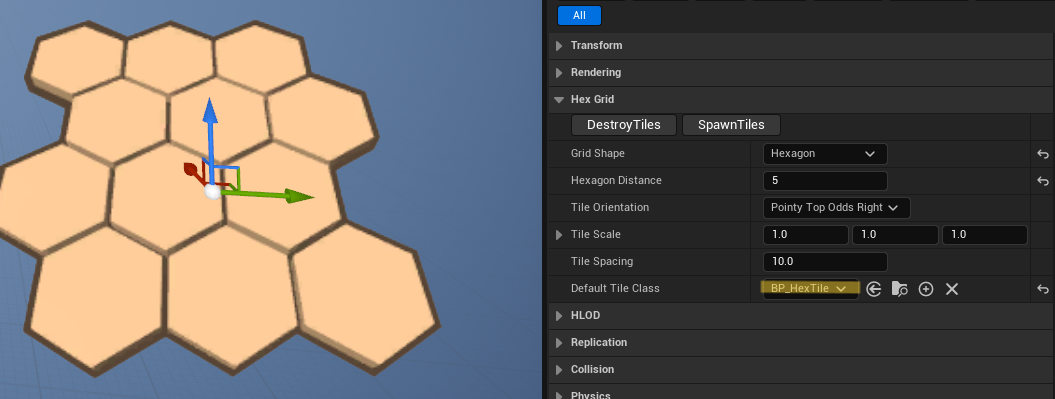 All
Transform
Rendering
Hex Grid
DestroyTiles SpawnTiles
Grid Shape Hexagon
Hexagon Distance 5
Tile Orientation Pointy Top Odds Right
Tile Scale 1.0 1.0 1.0
Tile Spacing 10.0
Default Tile Class BP_HexTile
HLOD
Replication
Collision
Physics